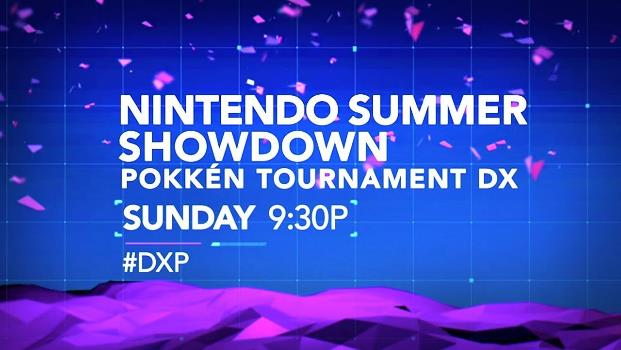 NINTENDO SUMMER
SHOWDOWN
POKKÉN TOURNAMENT DX
SUNDAY 9:30P
#DXP